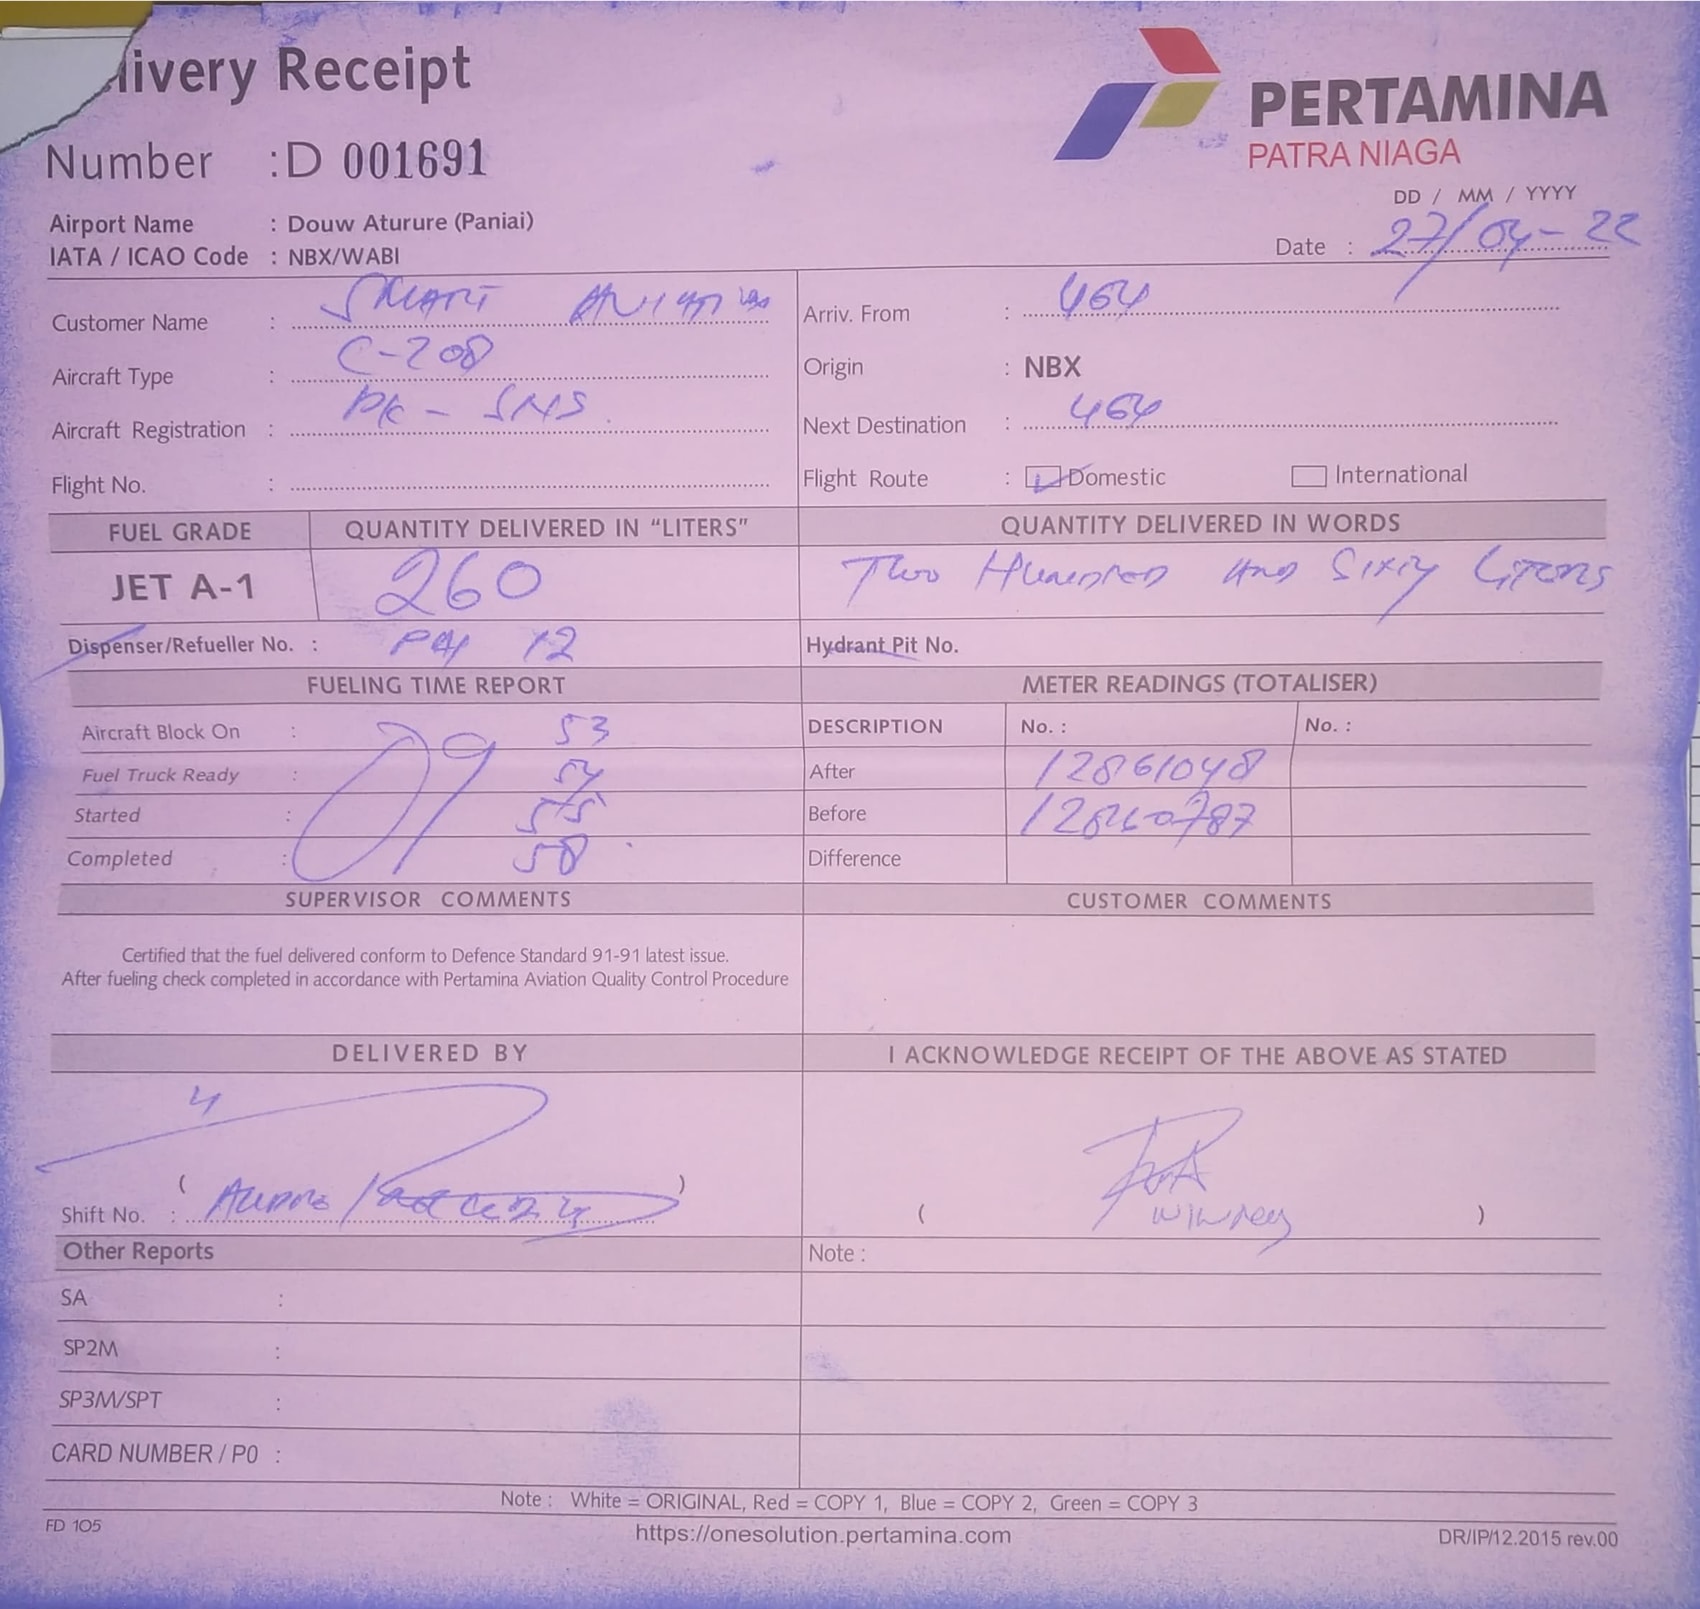 livery Receipt
PERTAMINA
PATRA NIAGA
Number : D 001691
DD / MM / YYYY
Airport Name : Douw Aturure (Paniai)
Date : 27/04-22
IATA / ICAO Code : NBX/WABI
Customer Name : SMART AVIATION
Arriv. From : 464
Aircraft Type : C-208
Origin : NBX
Aircraft Registration : PK - SNS
Next Destination : 464
Flight No. :
Flight Route : Domestic International
FUEL GRADE QUANTITY DELIVERED IN “LITERS” QUANTITY DELIVERED IN WORDS
JET A-1 260 Two Hundred and Sixty Liters
Dispenser/Refueller No. : 12 Hydrant Pit No.
FUELING TIME REPORT METER READINGS (TOTALISER)
Aircraft Block On : 09 53 DESCRIPTION No. : No. :
Fuel Truck Ready : 54 After 12861048
Started : 55 Before 12860787
Completed : 58 Difference
SUPERVISOR COMMENTS CUSTOMER COMMENTS
Certified that the fuel delivered conform to Defence Standard 91-91 latest issue.
After fueling check completed in accordance with Pertamina Aviation Quality Control Procedure
DELIVERED BY I ACKNOWLEDGE RECEIPT OF THE ABOVE AS STATED
( )
Shift No. :
( )
Other Reports Note :
SA :
SP2M :
SP3M/SPT :
CARD NUMBER / P0 :
Note : White = ORIGINAL, Red = COPY 1, Blue = COPY 2, Green = COPY 3
FD 105 https://onesolution.pertamina.com DR/IP/12.2015 rev.00